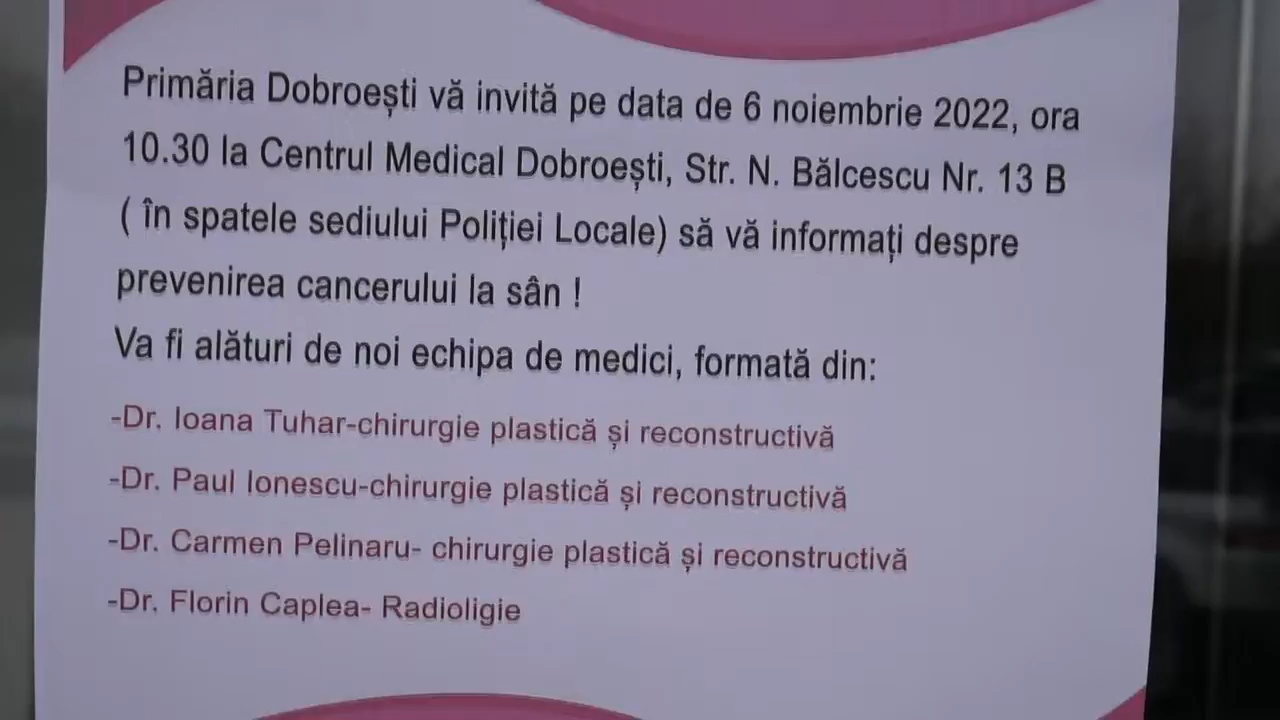 Primăria Dobroești vă invită pe data de 6 noiembrie 2022, ora
10.30 la Centrul Medical Dobroești, Str. N. Bălcescu Nr. 13 B
( în spatele sediului Poliției Locale) să vă informați despre
prevenirea cancerului la sân !
Va fi alături de noi echipa de medici, formată din:
-Dr. Ioana Tuhar-chirurgie plastică și reconstructivă
-Dr. Paul Ionescu-chirurgie plastică și reconstructivă
-Dr. Carmen Pelinaru- chirurgie plastică și reconstructivă
-Dr. Florin Caplea- Radioligie